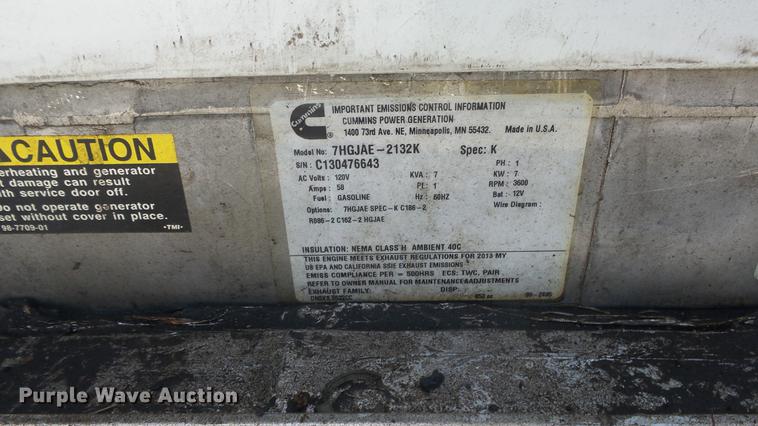 CAUTION
erheating and generator
t damage can result
ith service door off.
o not operate generator
set without cover in place.
98-7709-01
-TMI-
Cummins
IMPORTANT EMISSIONS CONTROL INFORMATION
CUMMINS POWER GENERATION
1400 73rd Ave. NE, Minneapolis, MN 55432. Made in U.S.A.
Model No: 7HGJAE-2132K Spec: K
S/N: C130476643 PH: 1
AC Volts: 120V KVA: 7 KW: 7
Amps: 58 Pf: 1 RPM: 3600
Fuel: GASOLINE Hz: 60HZ Bat: 12V
Options: 7HGJAE SPEC-K C186-2 Wire Diagram:
R086-2 C162-2 HGJAE
INSULATION: NEMA CLASS H AMBIENT 40C
THIS ENGINE MEETS EXHAUST REGULATIONS FOR 2013 MY
US EPA AND CALIFORNIA SSIE EXHAUST EMISSIONS
EMISS COMPLIANCE PER = 500HRS ECS: TWC, PAIR
REFER TO OWNER MANUAL FOR MAINTENANCE&ADJUSTMENTS
EXHAUST FAMILY: DISP:
Purple Wave Auction